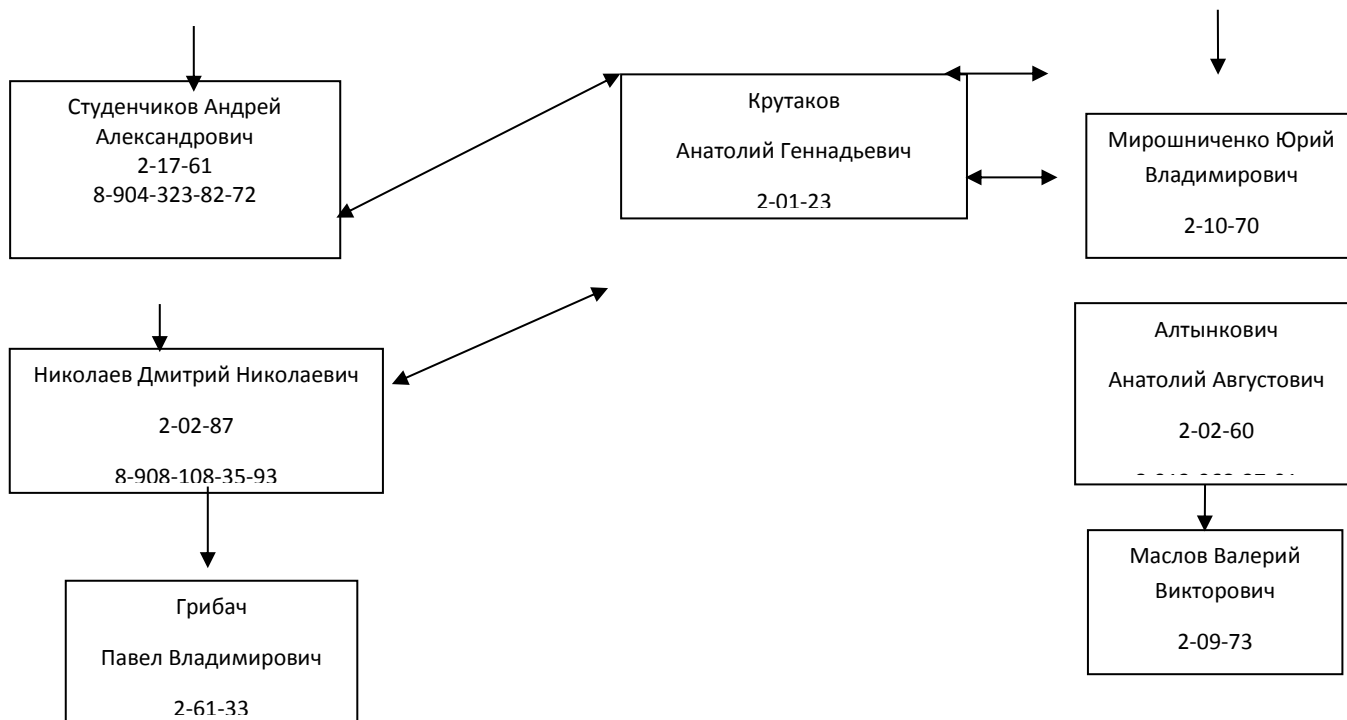 Студенчиков Андрей
Александрович
2-17-61
8-904-323-82-72
Крутаков
Анатолий Геннадьевич
2-01-23
Мирошниченко Юрий
Владимирович
2-10-70
Николаев Дмитрий Николаевич
2-02-87
8-908-108-35-93
Алтынкович
Анатолий Августович
2-02-60
Грибач
Павел Владимирович
2-61-33
Маслов Валерий
Викторович
2-09-73